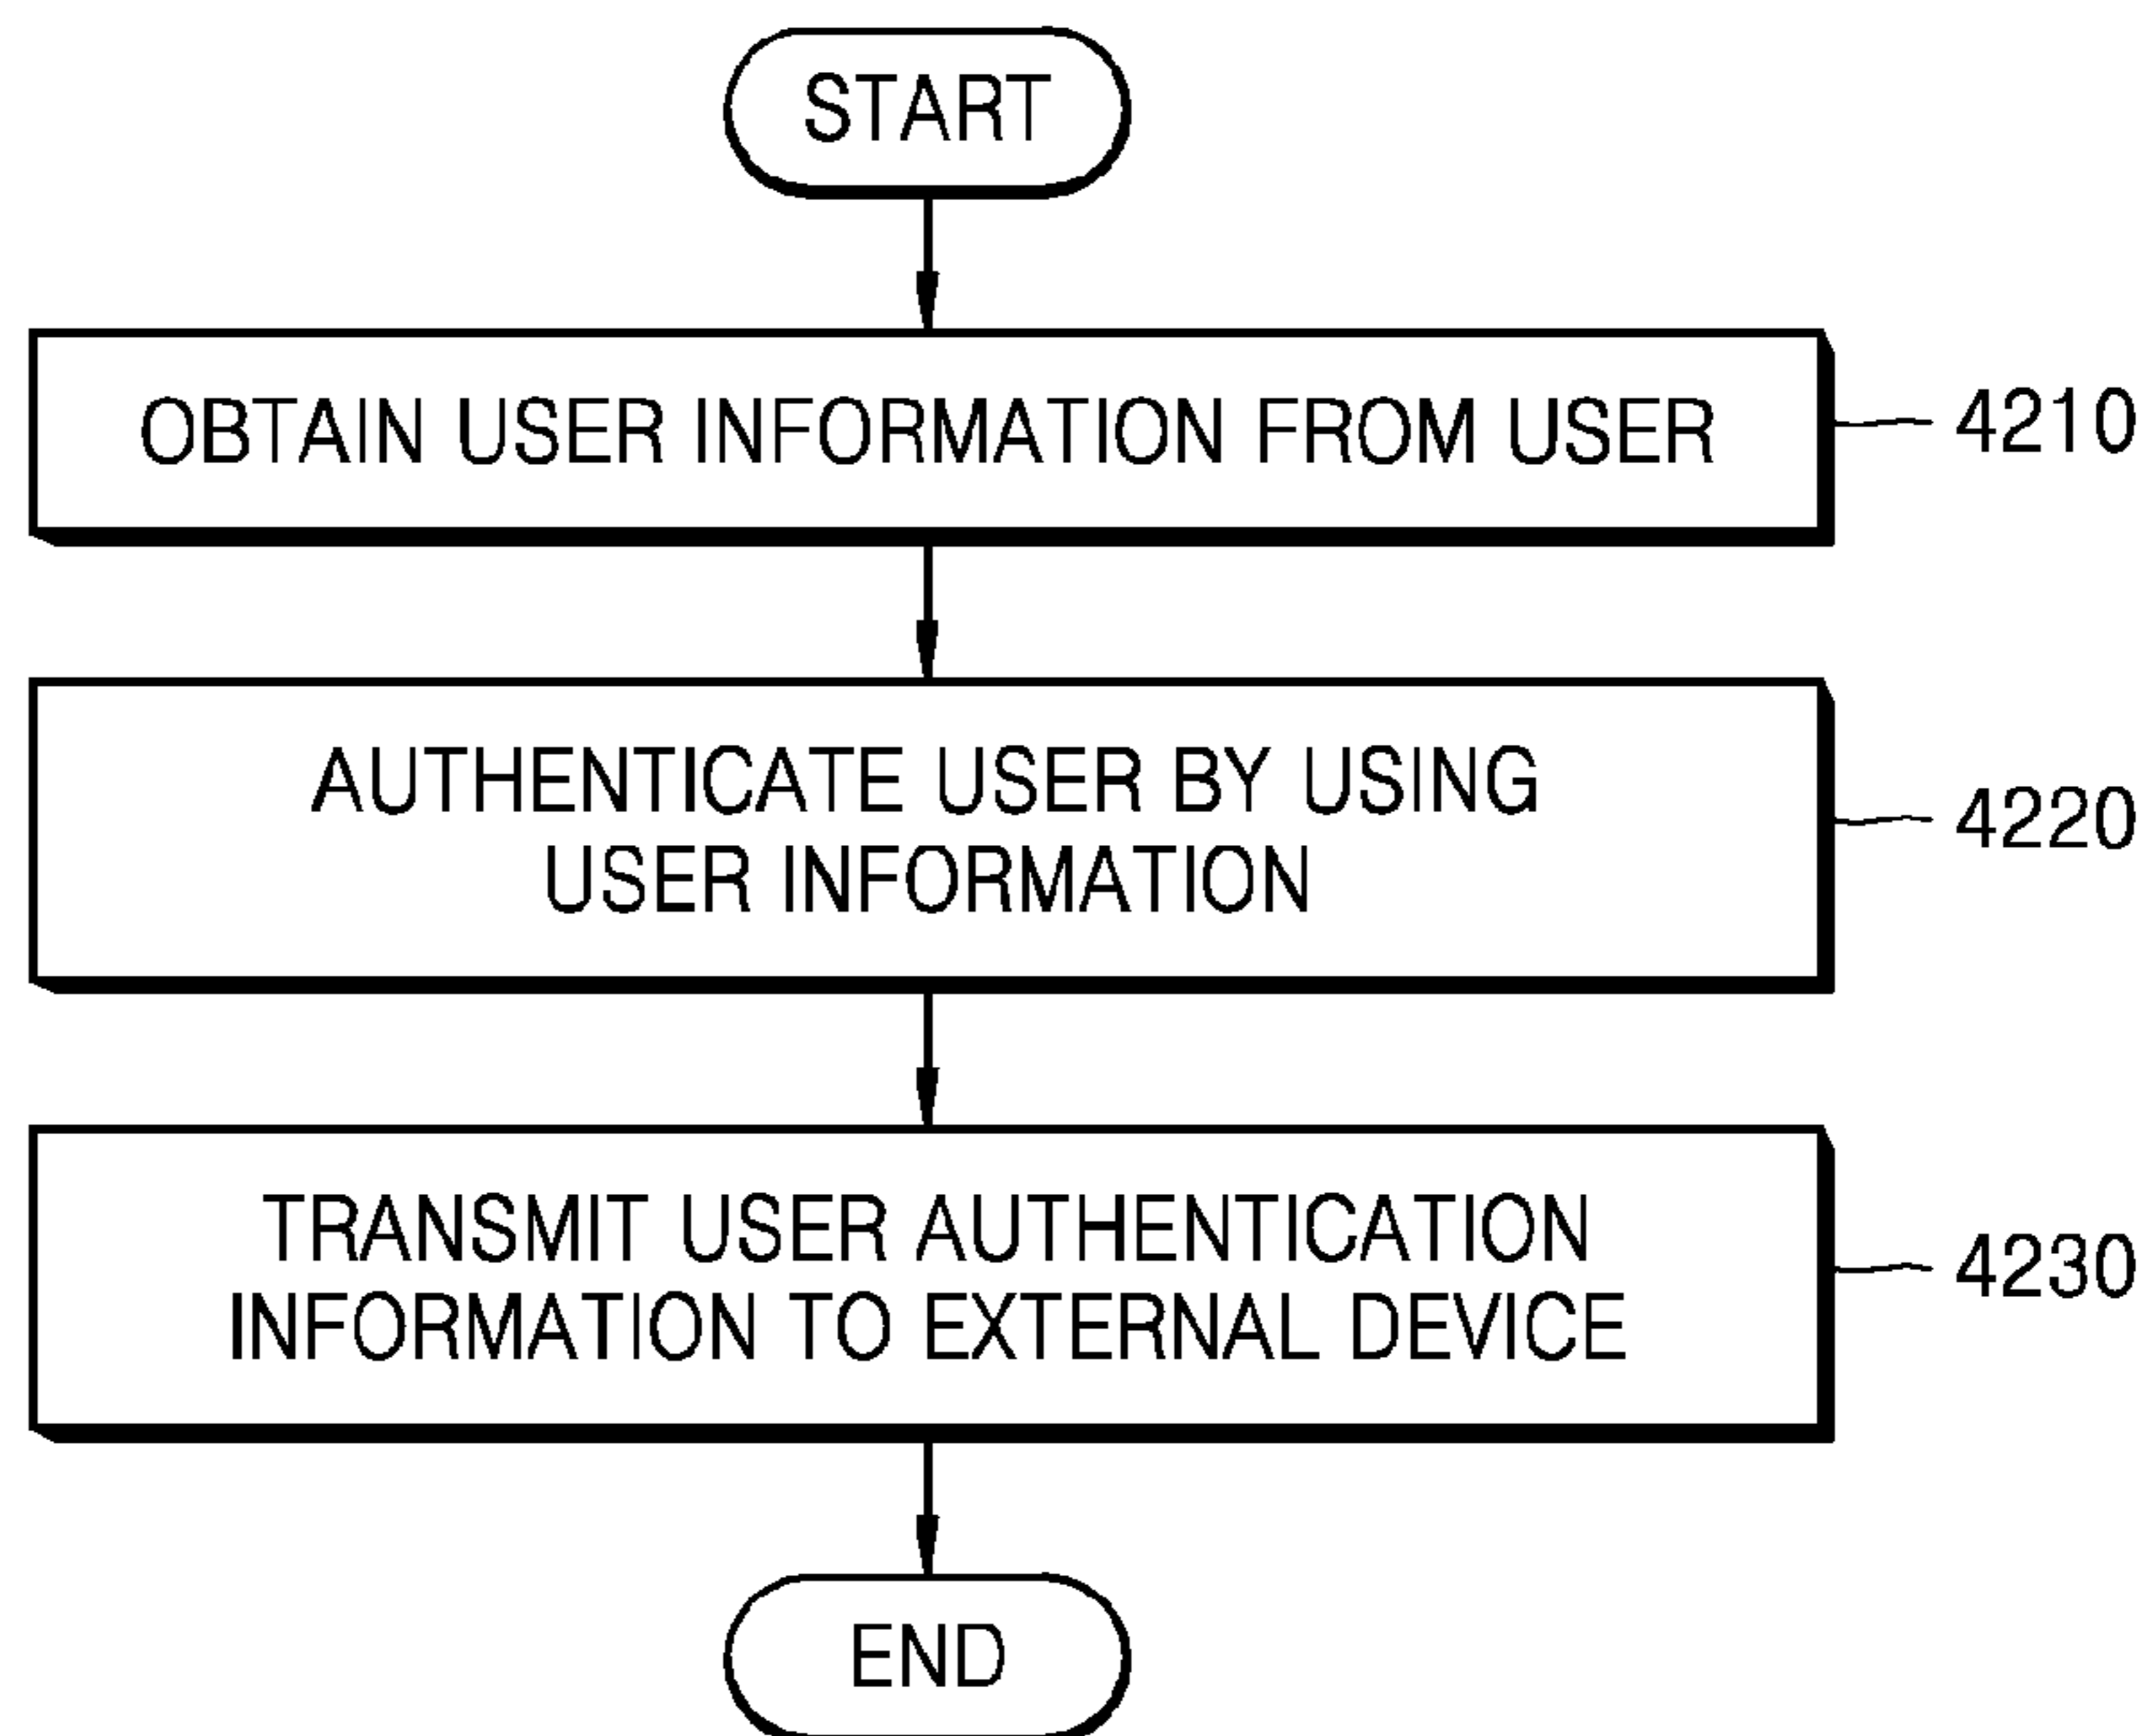 START
OBTAIN USER INFORMATION FROM USER
4210
AUTHENTICATE USER BY USING
USER INFORMATION
4220
TRANSMIT USER AUTHENTICATION
INFORMATION TO EXTERNAL DEVICE
4230
END